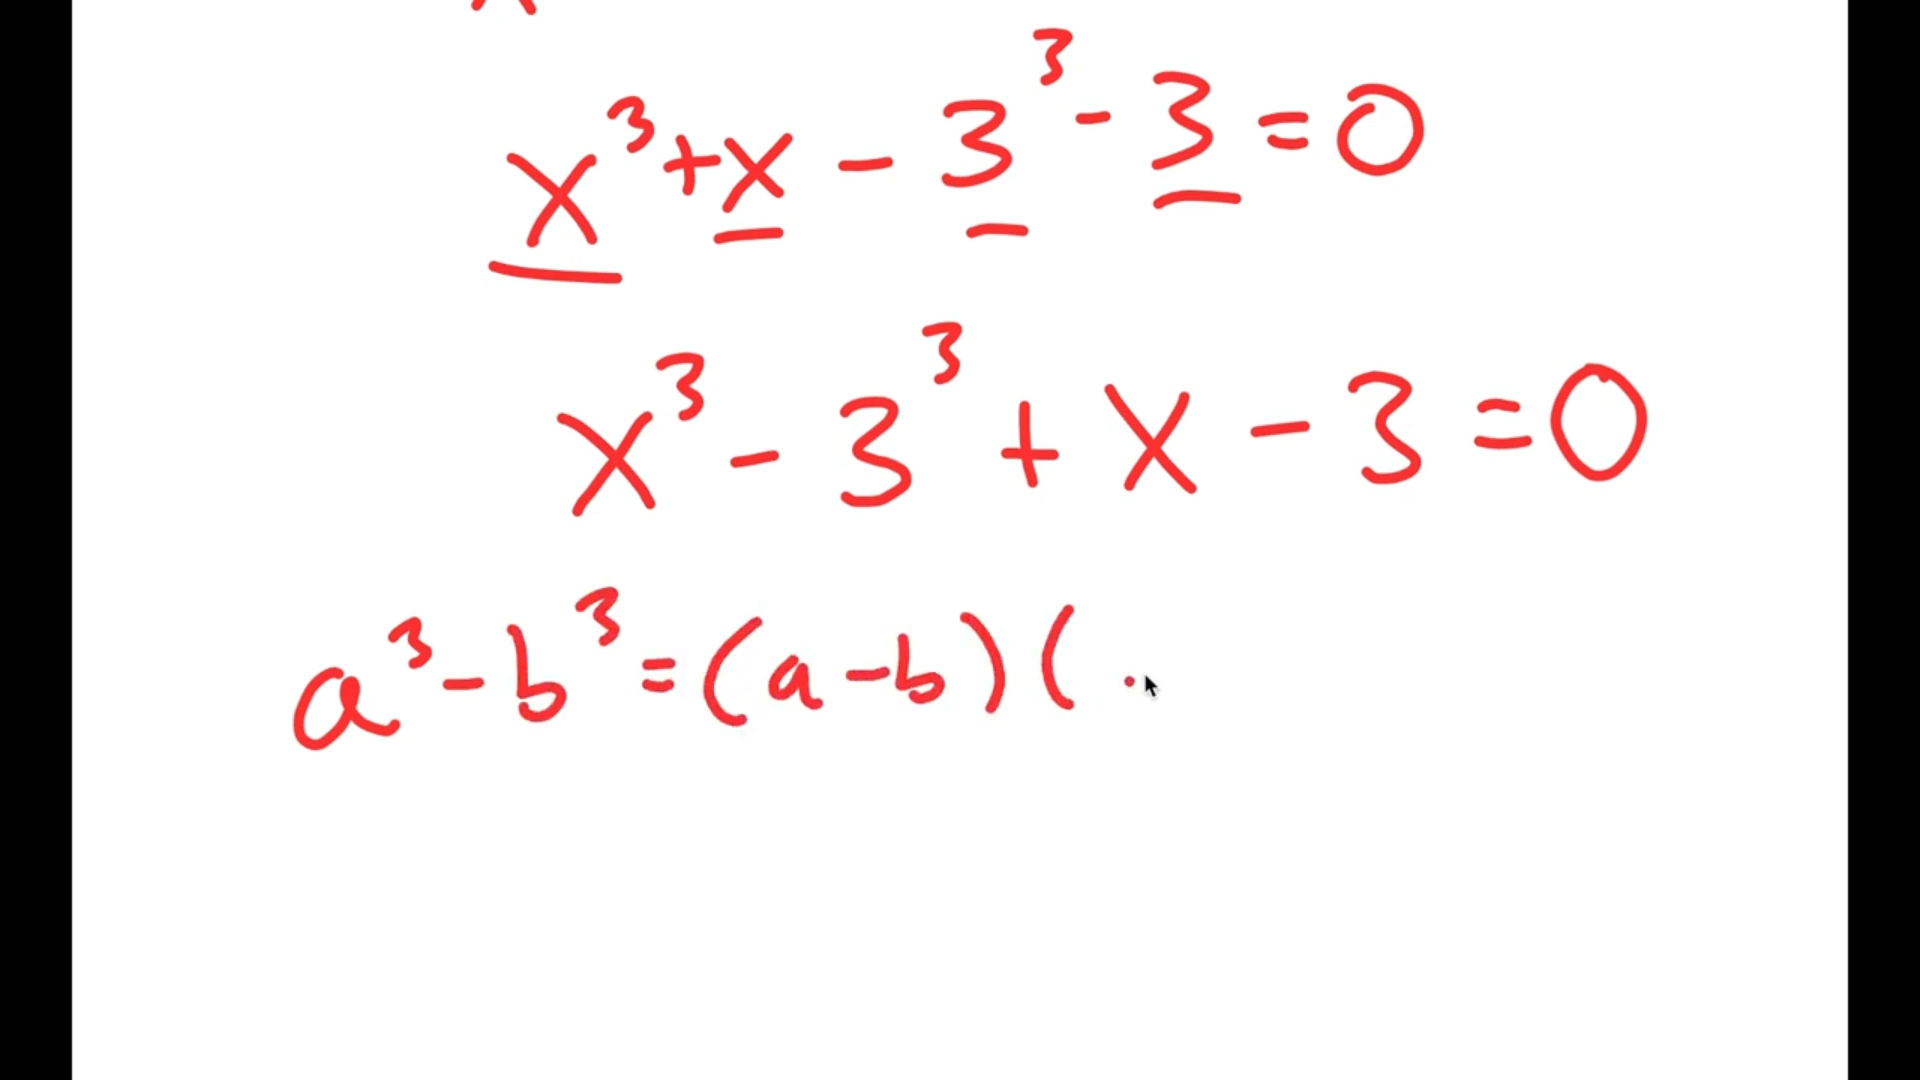 x³+x - 3³ - 3 = 0
x³ - 3³ + x - 3 = 0
a³ - b³ = (a - b)(